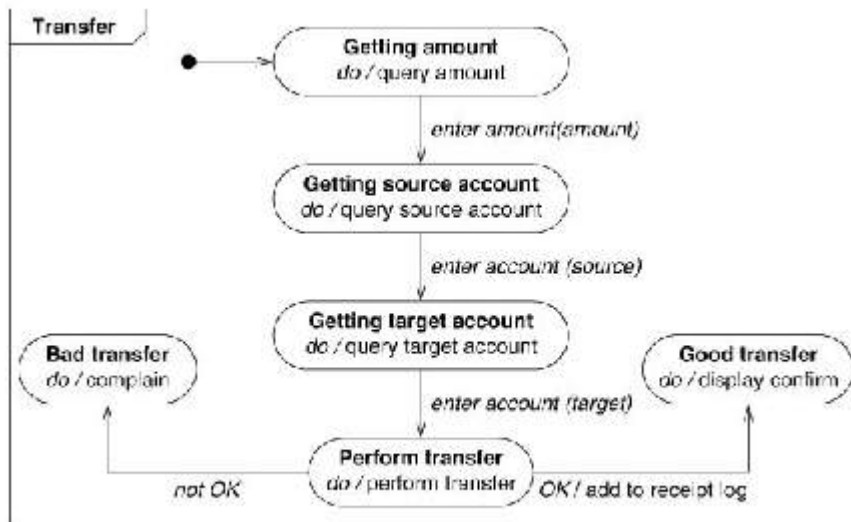 Transfer
Getting amount
do / query amount
enter amount(amount)
Getting source account
do / query source account
enter account (source)
Getting target account
do / query target account
Bad transfer
do / complain
Good transfer
do / display confirm
enter account (target)
Perform transfer
do / perform transfer
not OK
OK / add to receipt log